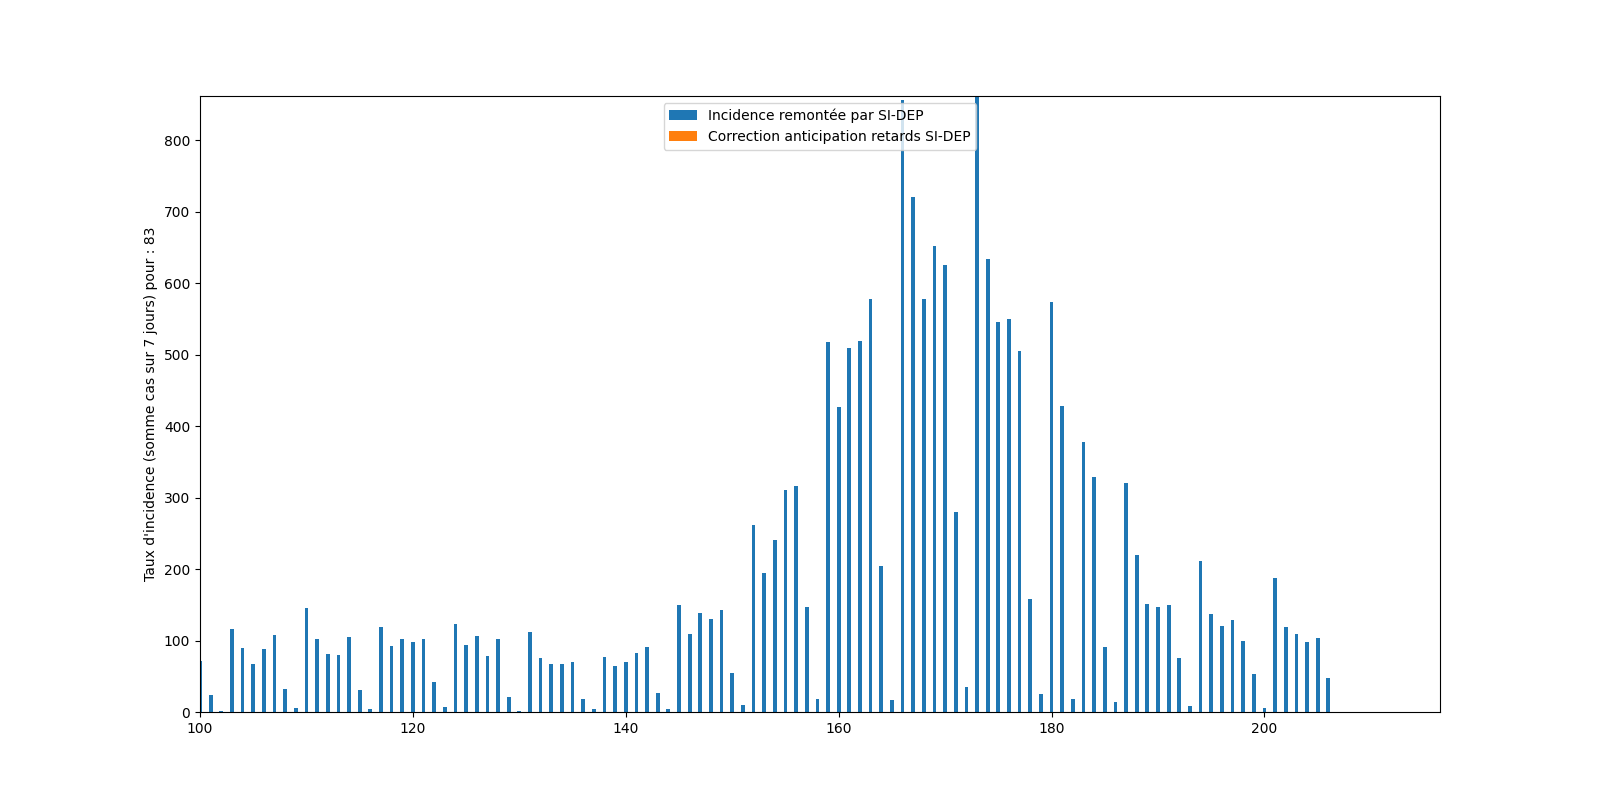 Incidence remontée par SI-DEP
Correction anticipation retards SI-DEP
Taux d'incidence (somme cas sur 7 jours) pour : 83
800
700
600
500
400
300
200
100
0
100 120 140 160 180 200